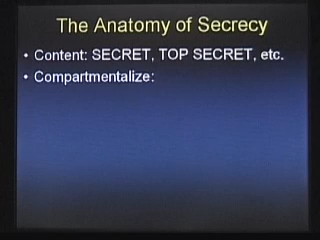 The Anatomy of Secrecy
• Content: SECRET, TOP SECRET, etc.
• Compartmentalize: